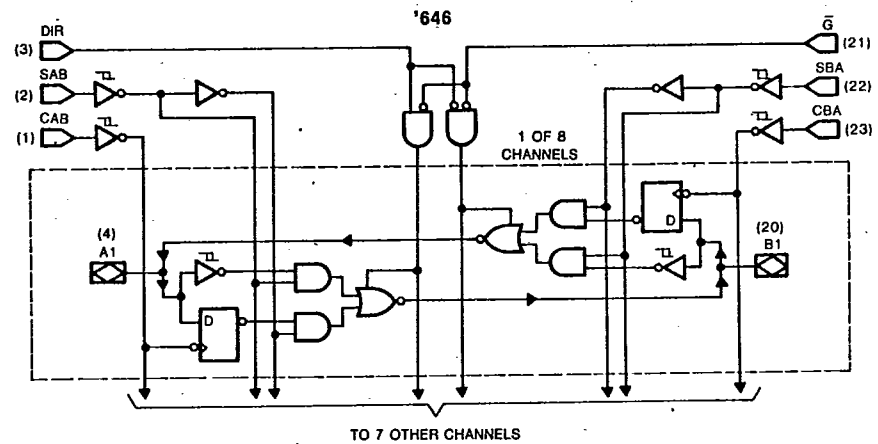 '646
DIR
(3)
SAB
(2)
CAB
(1)
G̅
(21)
SBA
(22)
CBA
(23)
1 OF 8
CHANNELS
(4)
A1
D
D
(20)
B1
TO 7 OTHER CHANNELS